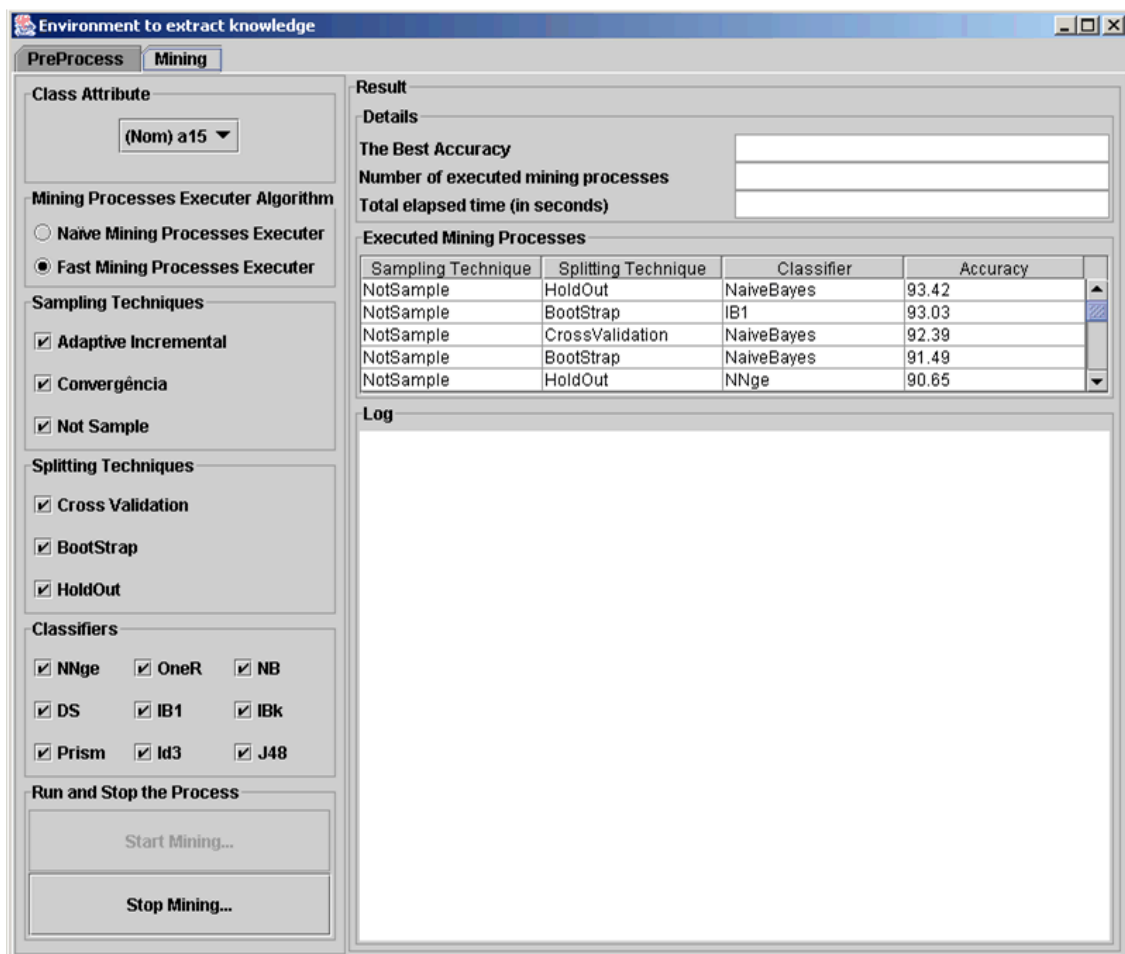 Environment to extract knowledge
PreProcess Mining
Class Attribute
(Nom) a15
Mining Processes Executer Algorithm
Naïve Mining Processes Executer
Fast Mining Processes Executer
Sampling Techniques
Adaptive Incremental
Convergência
Not Sample
Splitting Techniques
Cross Validation
BootStrap
HoldOut
Classifiers
NNge OneR NB
DS IB1 IBk
Prism Id3 J48
Run and Stop the Process
Start Mining...
Stop Mining...
Result
Details
The Best Accuracy
Number of executed mining processes
Total elapsed time (in seconds)
Executed Mining Processes
Sampling Technique Splitting Technique Classifier Accuracy
NotSample HoldOut NaiveBayes 93.42
NotSample BootStrap IB1 93.03
NotSample CrossValidation NaiveBayes 92.39
NotSample BootStrap NaiveBayes 91.49
NotSample HoldOut NNge 90.65
Log